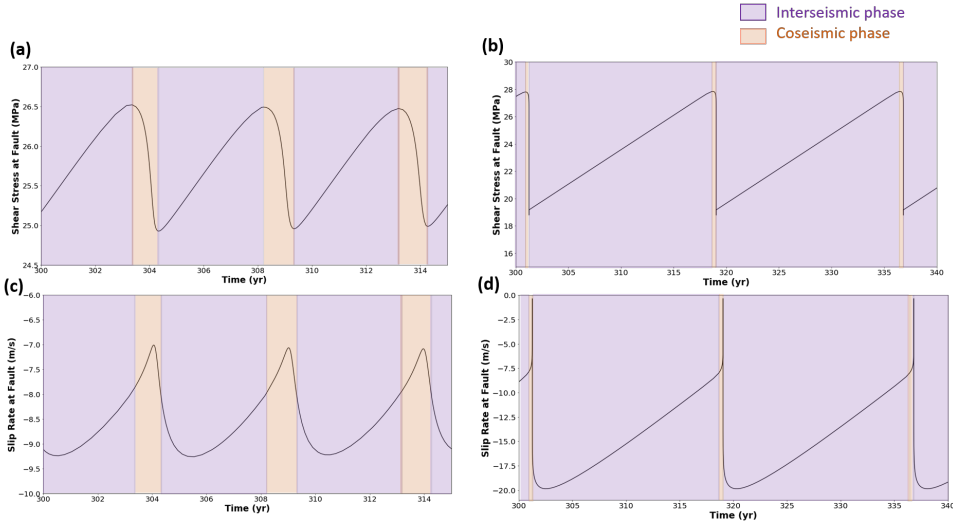 Interseismic phase
Coseismic phase
(a)
27.0
26.5
26.0
25.5
25.0
24.5
Shear Stress at Fault (MPa)
300 302 304 306 308 310 312 314
Time (yr)
(b)
30
28
26
24
22
20
18
16
Shear Stress at Fault (MPa)
300 305 310 315 320 325 330 335 340
Time (yr)
(c)
−6.0
−6.5
−7.0
−7.5
−8.0
−8.5
−9.0
−9.5
−10.0
Slip Rate at Fault (m/s)
300 302 304 306 308 310 312 314
Time (yr)
(d)
0.0
−2.5
−5.0
−7.5
−10.0
−12.5
−15.0
−17.5
−20.0
Slip Rate at Fault (m/s)
300 305 310 315 320 325 330 335 340
Time (yr)